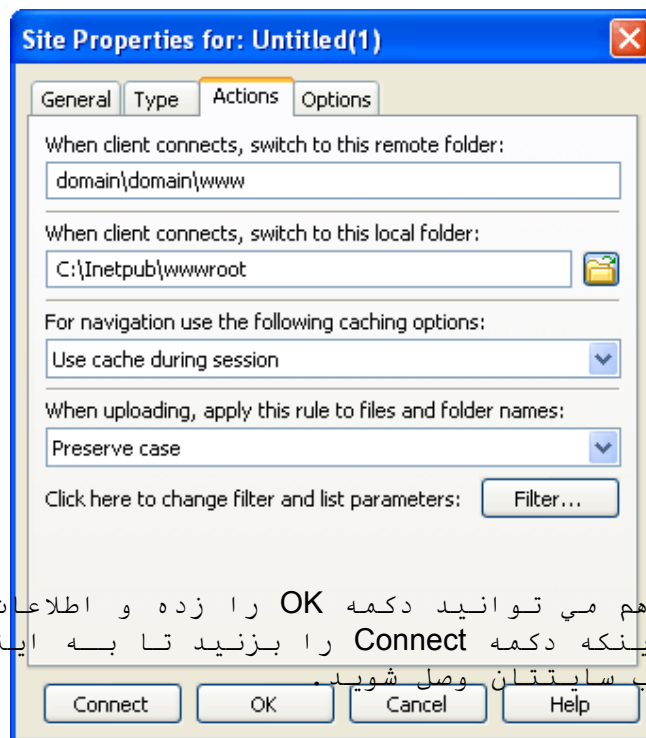 Site Properties for: Untitled(1)
General Type Actions Options
When client connects, switch to this remote folder:
domain\domain\www
When client connects, switch to this local folder:
C:\Inetpub\wwwroot
For navigation use the following caching options:
Use cache during session
When uploading, apply this rule to files and folder names:
Preserve case
Click here to change filter and list parameters: Filter...
هم مي توانيد دكمه OK را زده و اطلاعات
دكمه Connect را بزنيد تا به
سايتتان وصل شويد.
Connect OK Cancel Help